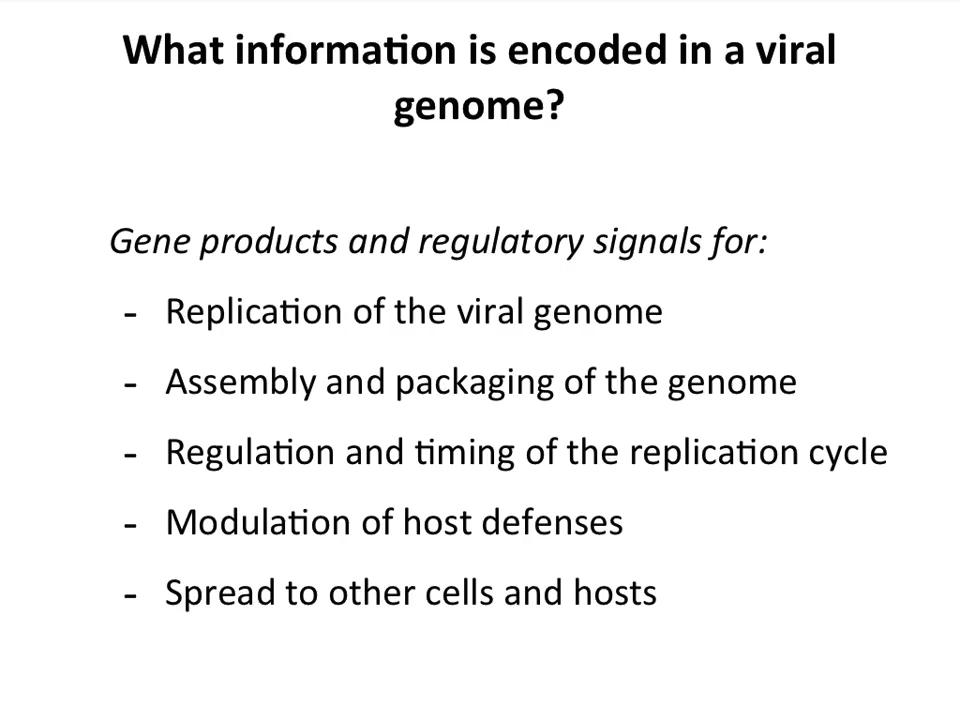 What information is encoded in a viral
genome?
Gene products and regulatory signals for:
- Replication of the viral genome
- Assembly and packaging of the genome
- Regulation and timing of the replication cycle
- Modulation of host defenses
- Spread to other cells and hosts